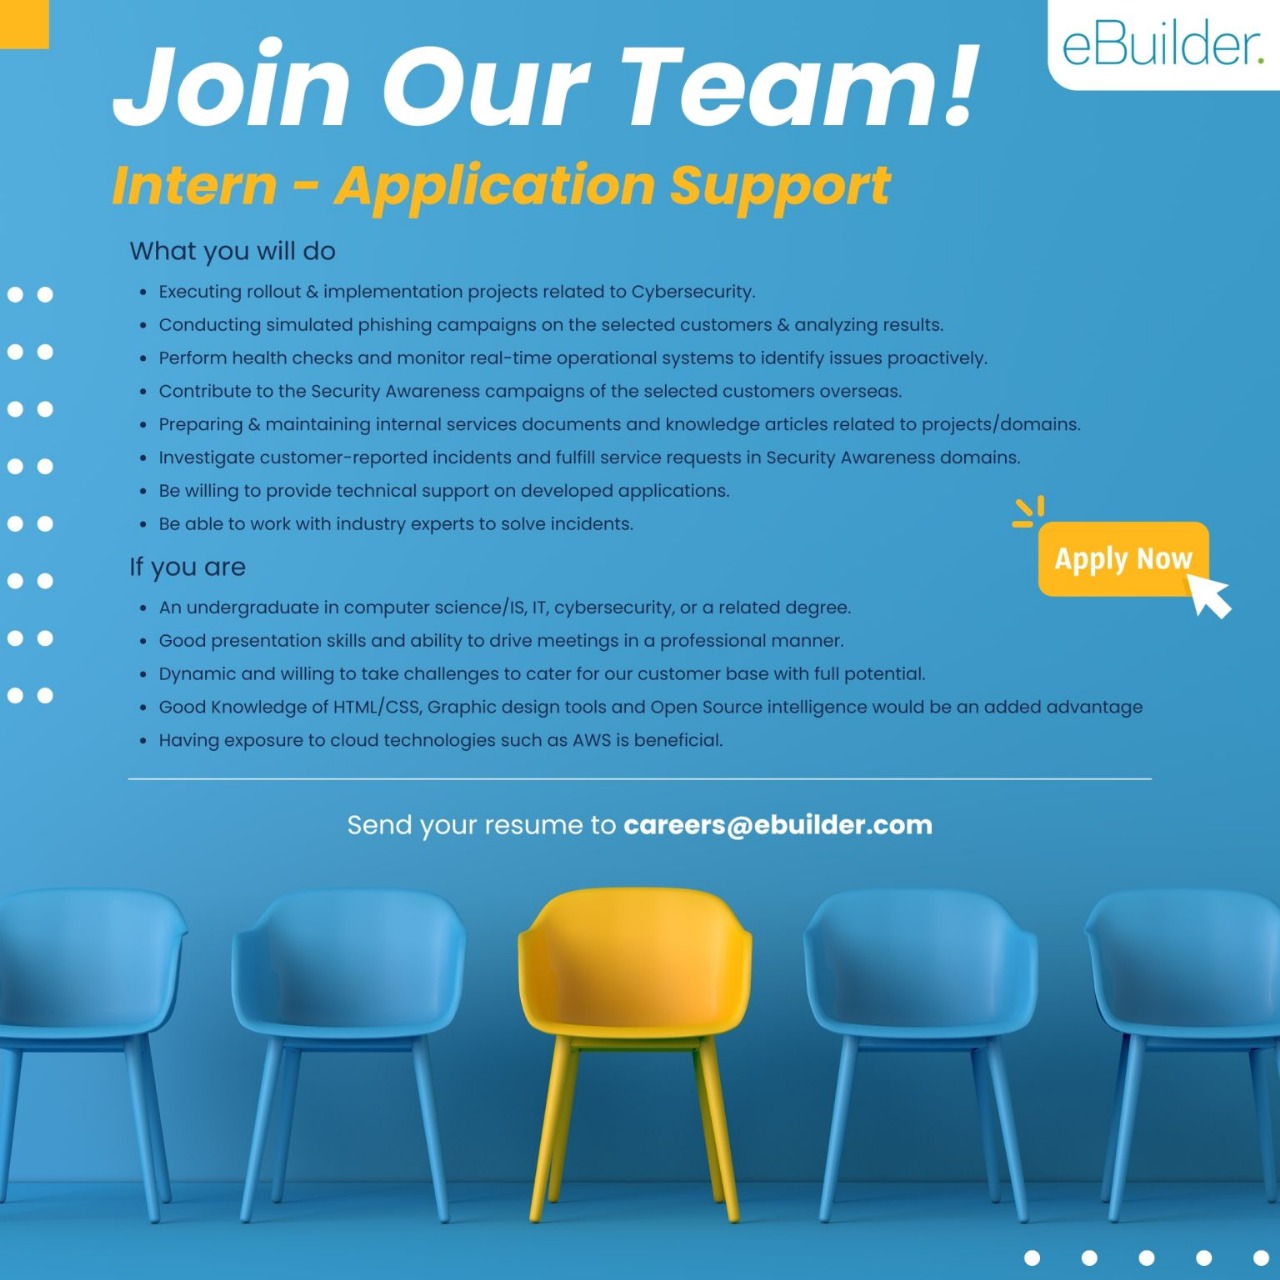 eBuilder.
Join Our Team!
Intern - Application Support
What you will do
• Executing rollout & implementation projects related to Cybersecurity.
• Conducting simulated phishing campaigns on the selected customers & analyzing results.
• Perform health checks and monitor real-time operational systems to identify issues proactively.
• Contribute to the Security Awareness campaigns of the selected customers overseas.
• Preparing & maintaining internal services documents and knowledge articles related to projects/domains.
• Investigate customer-reported incidents and fulfill service requests in Security Awareness domains.
• Be willing to provide technical support on developed applications.
• Be able to work with industry experts to solve incidents.
Apply Now
If you are
• An undergraduate in computer science/IS, IT, cybersecurity, or a related degree.
• Good presentation skills and ability to drive meetings in a professional manner.
• Dynamic and willing to take challenges to cater for our customer base with full potential.
• Good Knowledge of HTML/CSS, Graphic design tools and Open Source intelligence would be an added advantage
• Having exposure to cloud technologies such as AWS is beneficial.
Send your resume to careers@ebuilder.com